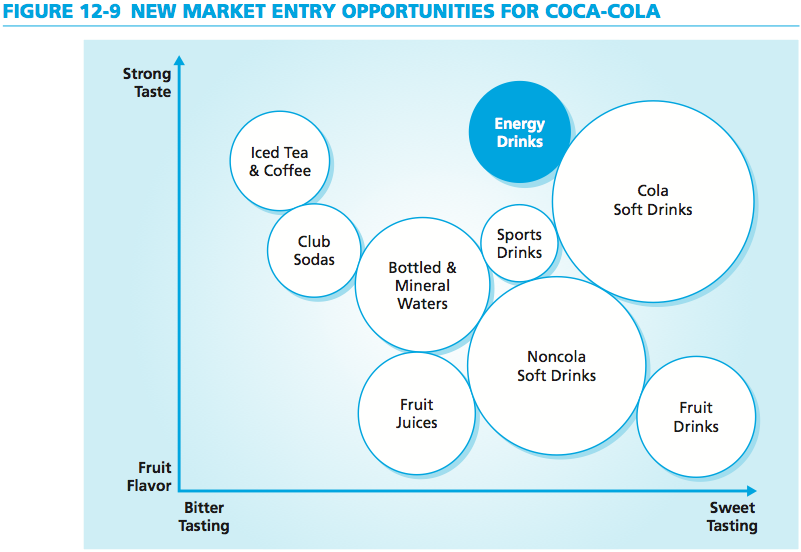 FIGURE 12-9 NEW MARKET ENTRY OPPORTUNITIES FOR COCA-COLA
Strong
Taste
Energy
Drinks
Iced Tea
& Coffee
Cola
Soft Drinks
Club
Sodas
Sports
Drinks
Bottled &
Mineral
Waters
Noncola
Soft Drinks
Fruit
Juices
Fruit
Drinks
Fruit
Flavor
Bitter
Tasting
Sweet
Tasting